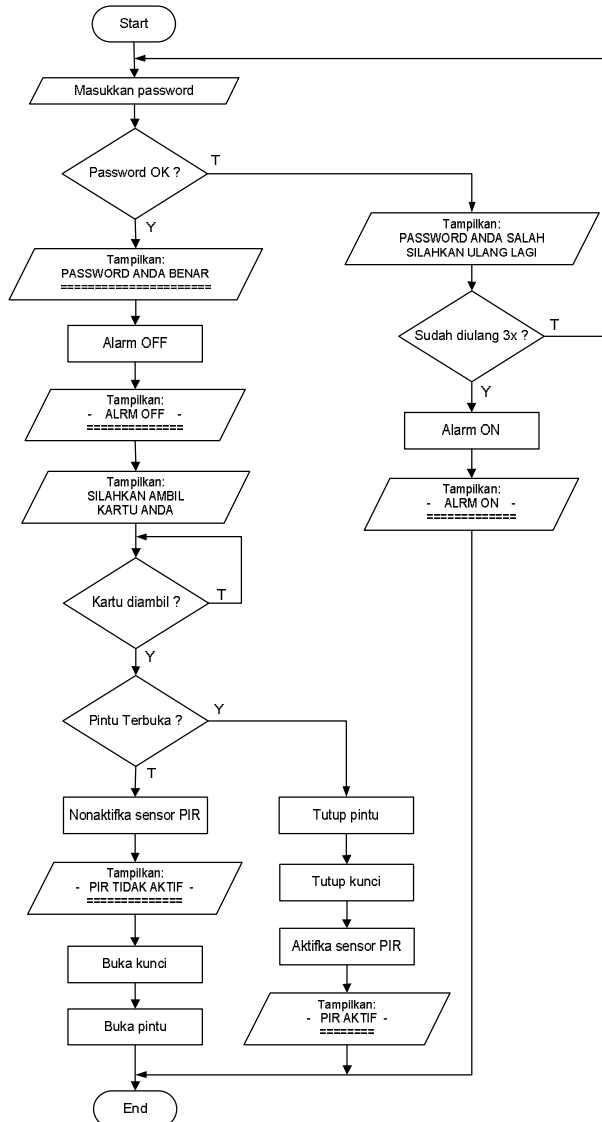 Start
Masukkan password
Password OK ?
T
Y
Tampilkan:
PASSWORD ANDA SALAH
SILAHKAN ULANG LAGI
Tampilkan:
PASSWORD ANDA BENAR
======================
Sudah diulang 3x ?
T
Y
Alarm OFF
Tampilkan:
- ALRM OFF -
==============
Alarm ON
Tampilkan:
- ALRM ON -
=============
Tampilkan:
SILAHKAN AMBIL
KARTU ANDA
Kartu diambil ?
T
Y
Pintu Terbuka ?
Y
T
Nonaktifka sensor PIR
Tampilkan:
- PIR TIDAK AKTIF -
==============
Buka kunci
Buka pintu
Tutup pintu
Tutup kunci
Aktifka sensor PIR
Tampilkan:
- PIR AKTIF -
========
End